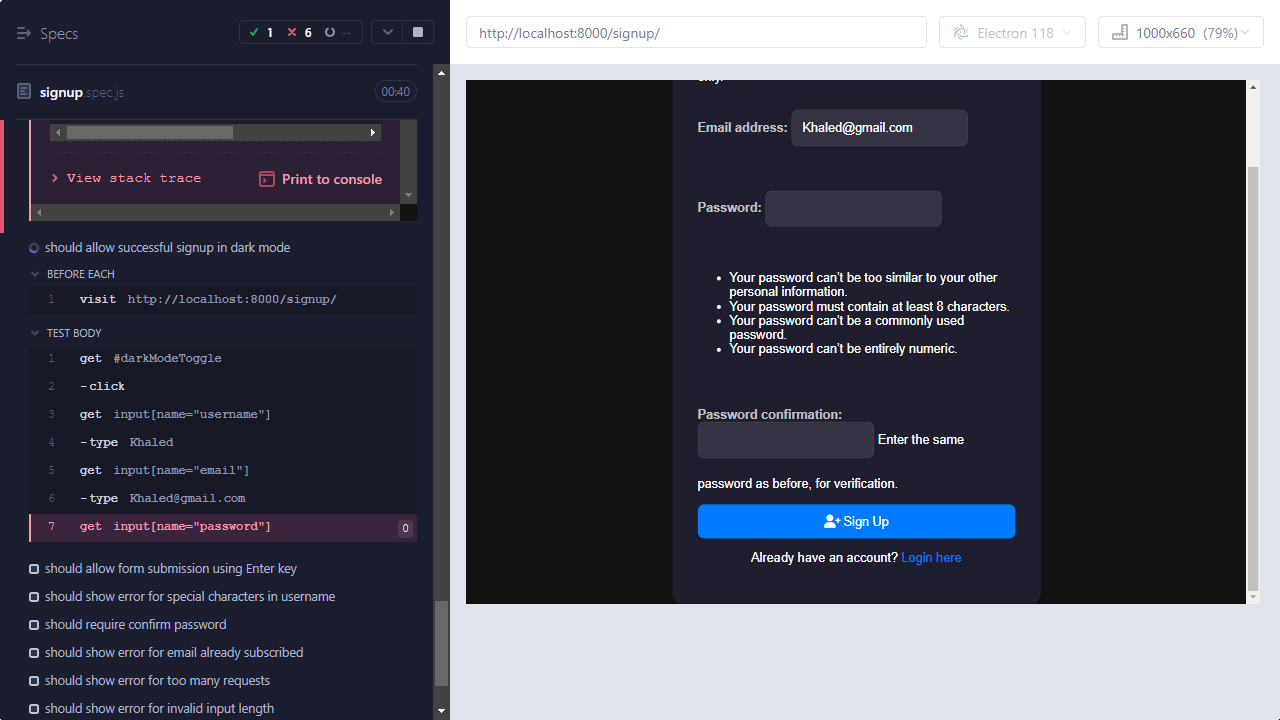 Specs
1
6
--
signup.spec.js
00:40
View stack trace
Print to console
should allow successful signup in dark mode
BEFORE EACH
1 visit http://localhost:8000/signup/
TEST BODY
1 get #darkModeToggle
2 -click
3 get input[name="username"]
4 -type Khaled
5 get input[name="email"]
6 -type Khaled@gmail.com
7 get input[name="password"]
0
should allow form submission using Enter key
should show error for special characters in username
should require confirm password
should show error for email already subscribed
should show error for too many requests
should show error for invalid input length
http://localhost:8000/signup/
Electron 118
1000x660 (79%)
Email address: Khaled@gmail.com
Password:
• Your password can't be too similar to your other
personal information.
• Your password must contain at least 8 characters.
• Your password can't be a commonly used
password.
• Your password can't be entirely numeric.
Password confirmation:
Enter the same
password as before, for verification.
Sign Up
Already have an account? Login here